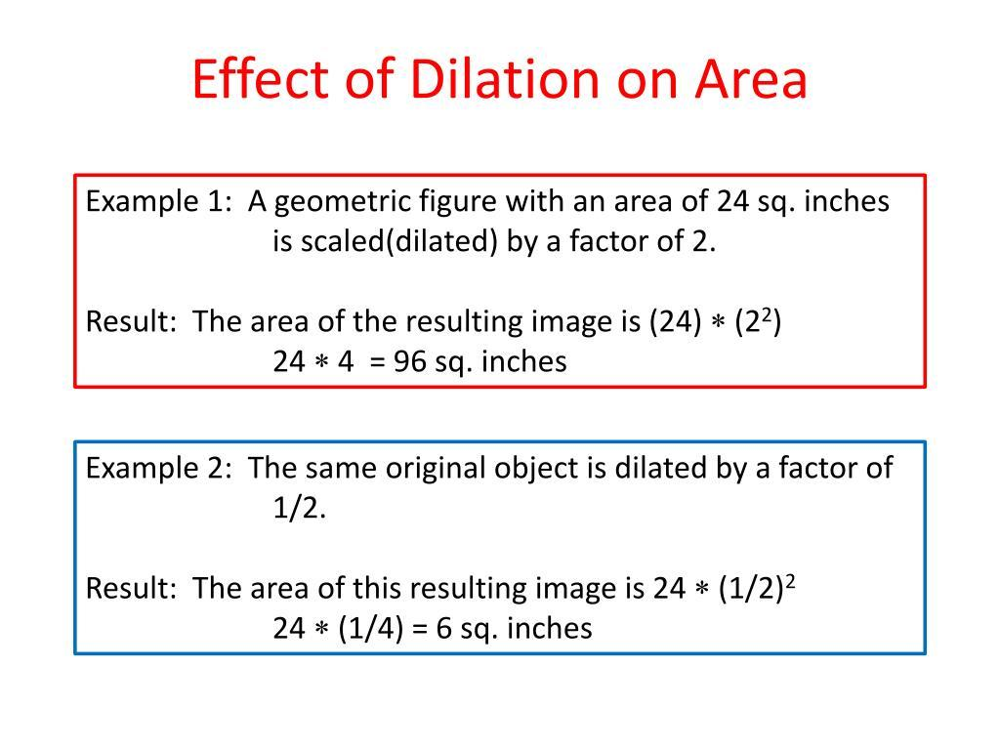 Effect of Dilation on Area
Example 1:  A geometric figure with an area of 24 sq. inches
is scaled(dilated) by a factor of 2.
Result:  The area of the resulting image is (24) ∗ (2²)
24 ∗ 4  = 96 sq. inches
Example 2:  The same original object is dilated by a factor of
1/2.
Result:  The area of this resulting image is 24 ∗ (1/2)²
24 ∗ (1/4) = 6 sq. inches